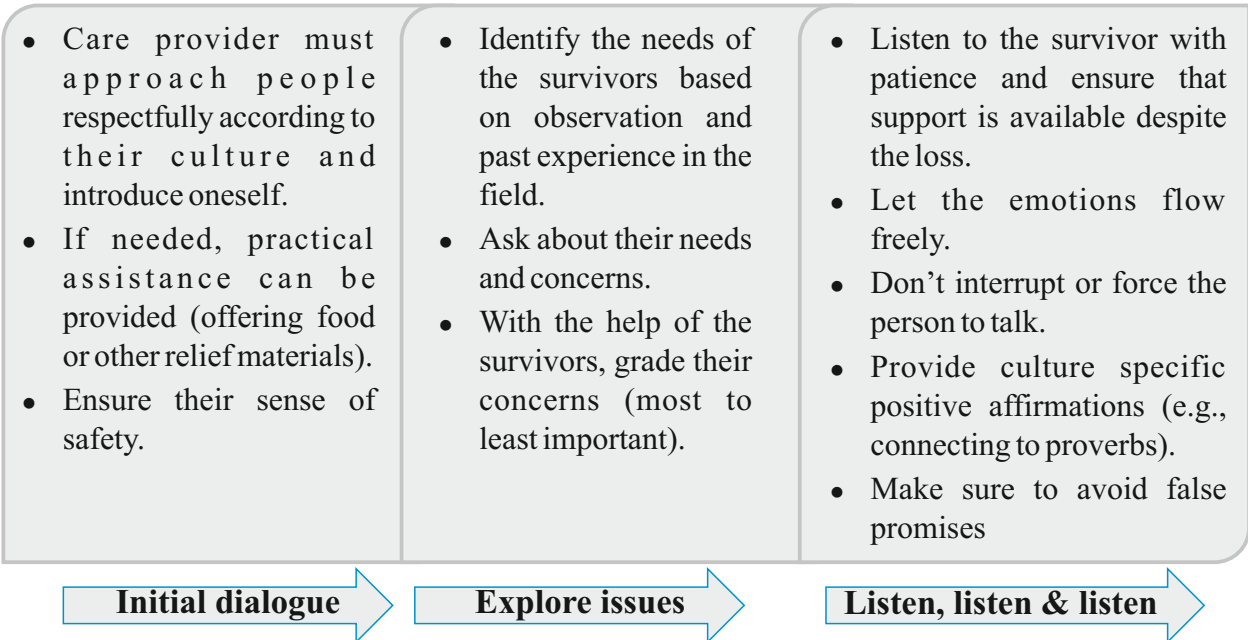 • Care provider must
approach people
respectfully according to
their culture and
introduce oneself.
• If needed, practical
assistance can be
provided (offering food
or other relief materials).
• Ensure their sense of
safety.
• Identify the needs of
the survivors based
on observation and
past experience in the
field.
• Ask about their needs
and concerns.
• With the help of the
survivors, grade their
concerns (most to
least important).
• Listen to the survivor with
patience and ensure that
support is available despite
the loss.
• Let the emotions flow
freely.
• Don’t interrupt or force the
person to talk.
• Provide culture specific
positive affirmations (e.g.,
connecting to proverbs).
• Make sure to avoid false
promises
Initial dialogue
Explore issues
Listen, listen & listen